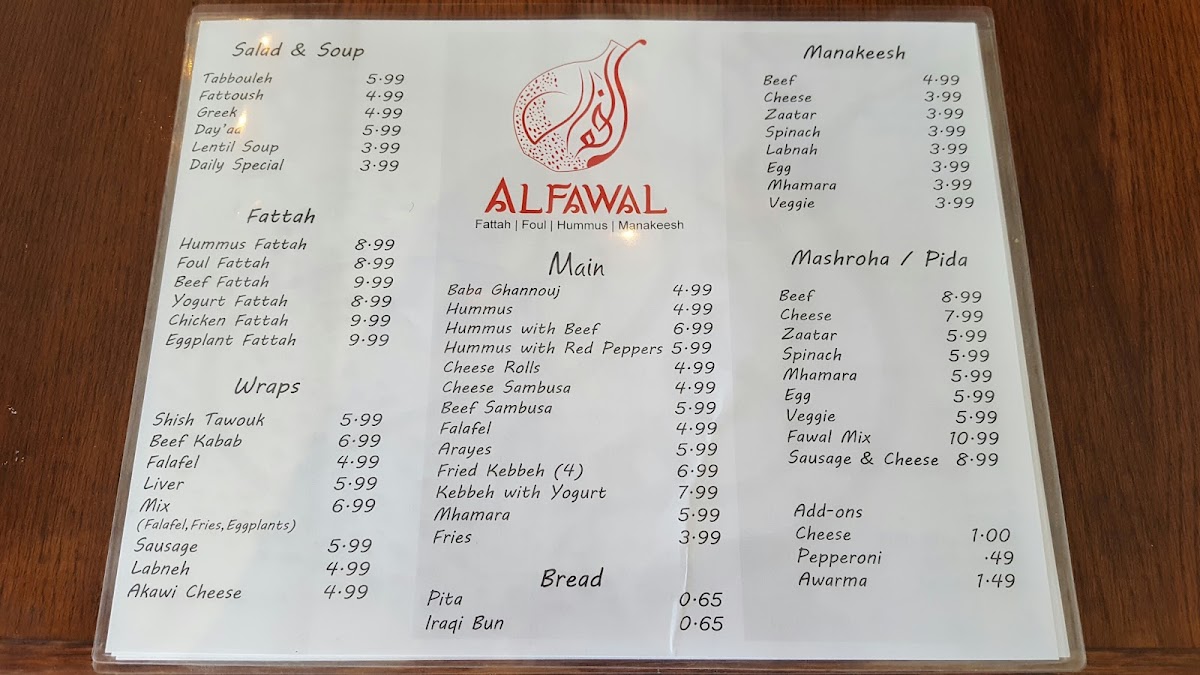 Salad & Soup
Tabbouleh 5.99
Fattoush 4.99
Greek 4.99
Day'aa 5.99
Lentil Soup 3.99
Daily Special 3.99
Fattah
Hummus Fattah 8.99
Foul Fattah 8.99
Beef Fattah 9.99
Yogurt Fattah 8.99
Chicken Fattah 9.99
Eggplant Fattah 9.99
Wraps
Shish Tawouk 5.99
Beef Kabab 6.99
Falafel 4.99
Liver 5.99
Mix 6.99
(Falafel,Fries,Eggplants)
Sausage 5.99
Labneh 4.99
Akawi Cheese 4.99
الفوال
ALFAWAL
Fattah | Foul | Hummus | Manakeesh
Main
Baba Ghannouj 4.99
Hummus 4.99
Hummus with Beef 6.99
Hummus with Red Peppers 5.99
Cheese Rolls 4.99
Cheese Sambusa 4.99
Beef Sambusa 5.99
Falafel 4.99
Arayes 5.99
Fried Kebbeh (4) 6.99
Kebbeh with Yogurt 7.99
Mhamara 5.99
Fries 3.99
Bread
Pita 0.65
Iraqi Bun 0.65
Manakeesh
Beef 4.99
Cheese 3.99
Zaatar 3.99
Spinach 3.99
Labnah 3.99
Egg 3.99
Mhamara 3.99
Veggie 3.99
Mashroha / Pida
Beef 8.99
Cheese 7.99
Zaatar 5.99
Spinach 5.99
Mhamara 5.99
Egg 5.99
Veggie 5.99
Fawal Mix 10.99
Sausage & Cheese 8.99
Add-ons
Cheese 1.00
Pepperoni .49
Awarma 1.49